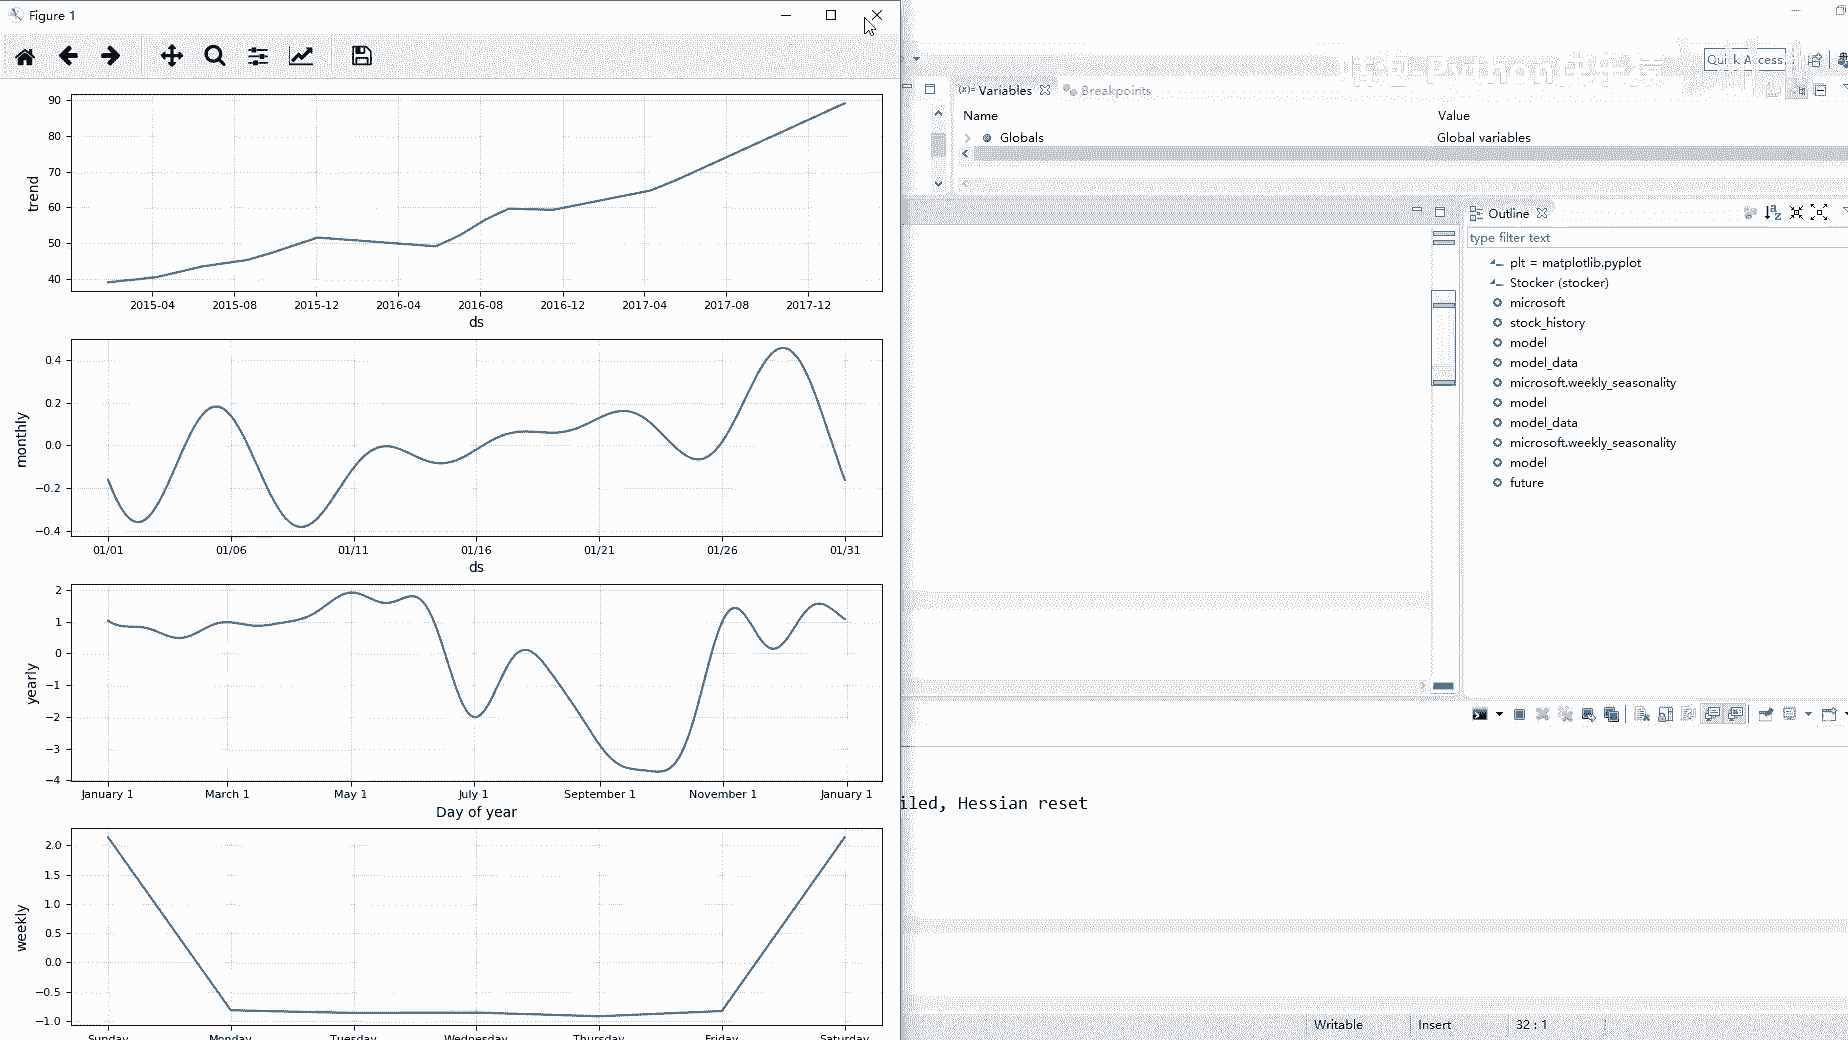 Figure 1
Quick Access
Variables
Breakpoints
Name
Value
Globals
Global variables
90
80
70
60
50
40
trend
2015-04
2015-08
2015-12
2016-04
2016-08
2016-12
2017-04
2017-08
2017-12
ds
Outline
type filter text
plt = matplotlib.pyplot
Stocker (stocker)
microsoft
stock_history
model
model_data
microsoft.weekly_seasonality
model
model_data
microsoft.weekly_seasonality
model
future
0.4
0.2
0.0
−0.2
−0.4
monthly
01/01
01/06
01/11
01/16
01/21
01/26
01/31
ds
2
1
0
−1
−2
−3
−4
yearly
January 1
March 1
May 1
July 1
September 1
November 1
January 1
Day of year
iled, Hessian reset
2.0
1.5
1.0
0.5
0.0
−0.5
−1.0
weekly
Sunday
Monday
Tuesday
Wednesday
Thursday
Friday
Saturday
Writable
Insert
32 : 1